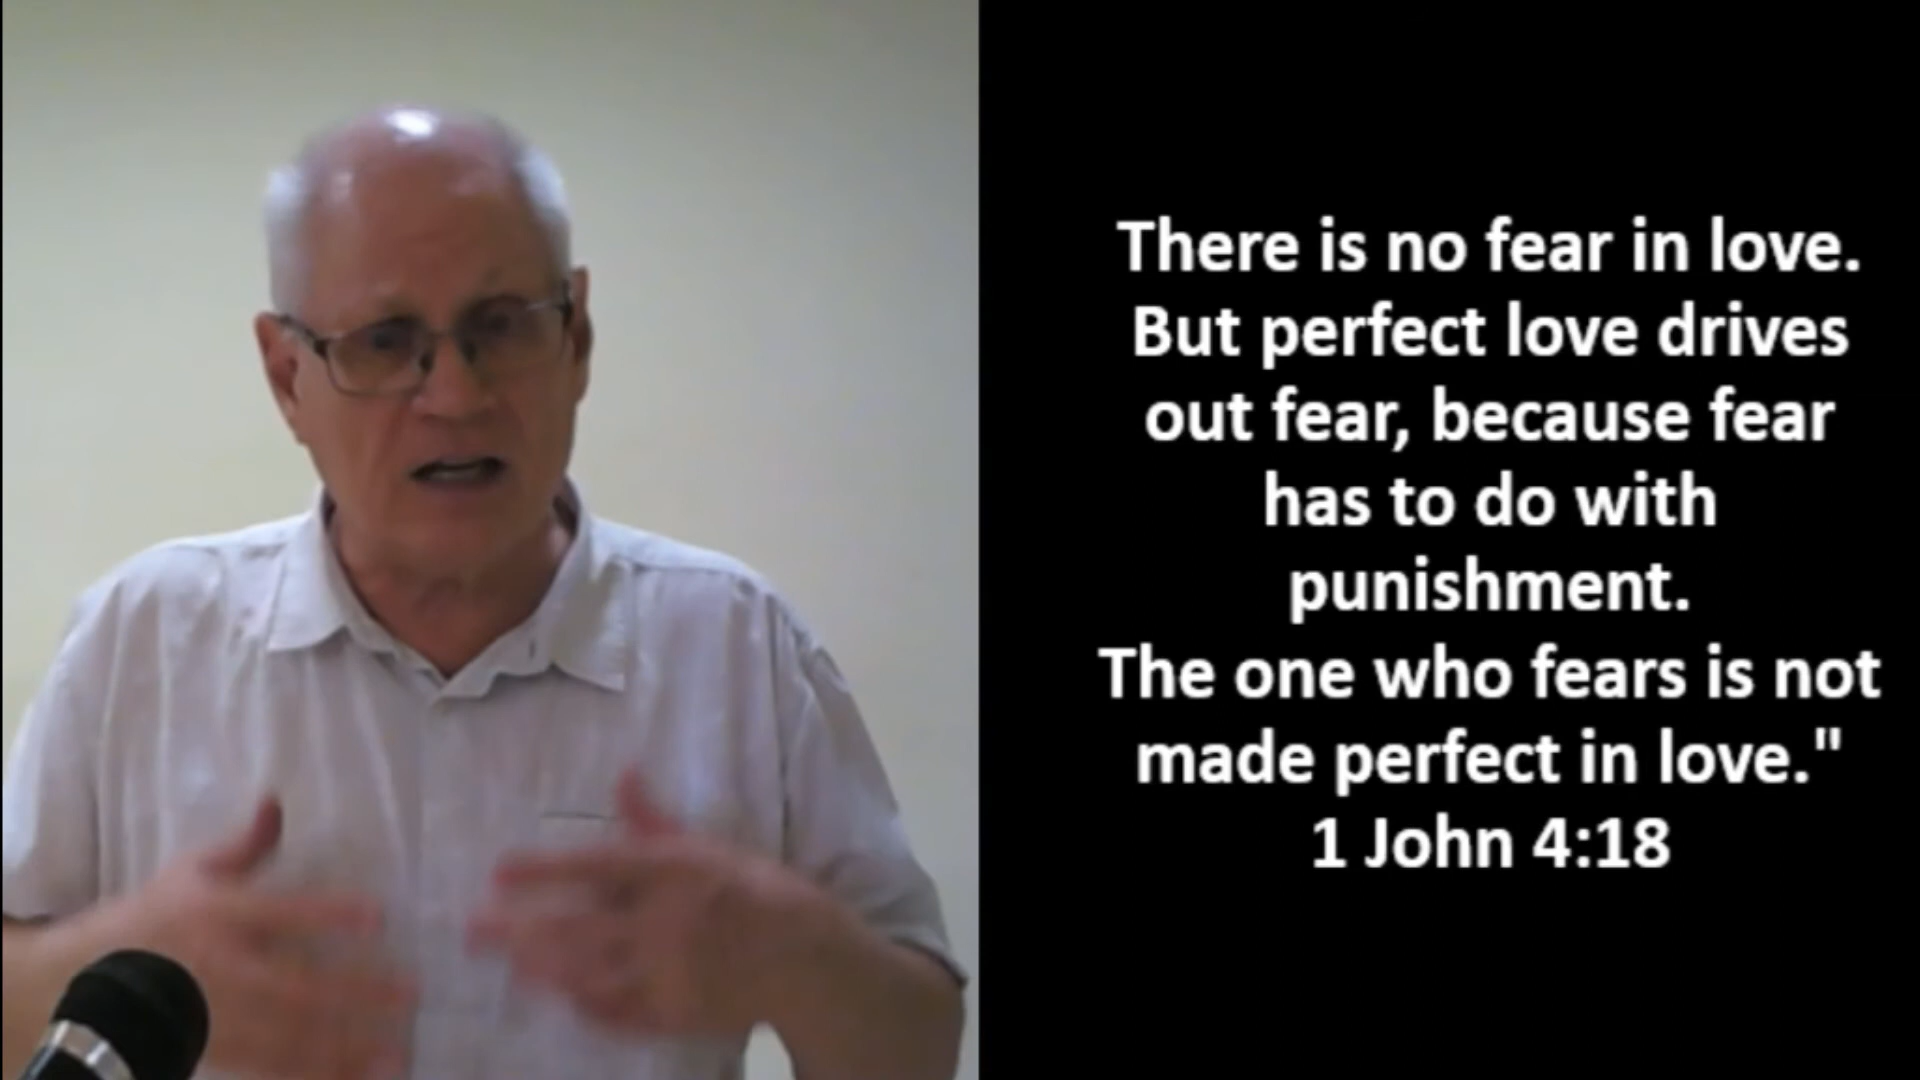 There is no fear in love.
But perfect love drives
out fear, because fear
has to do with
punishment.
The one who fears is not
made perfect in love."
1 John 4:18